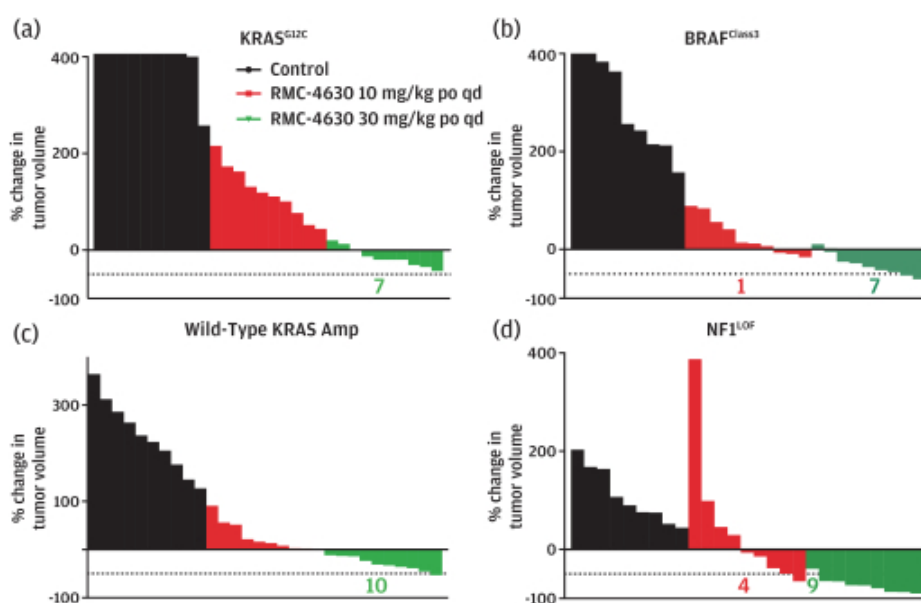 (a)
KRASG12C
400
200
0
-100
% change in
tumor volume
Control
RMC-4630 10 mg/kg po qd
RMC-4630 30 mg/kg po qd
7
(b)
BRAFClass3
400
200
0
-100
% change in
tumor volume
1
7
(c)
Wild-Type KRAS Amp
300
100
-100
% change in
tumor volume
10
(d)
NF1LOF
400
200
0
-100
% change in
tumor volume
4
9